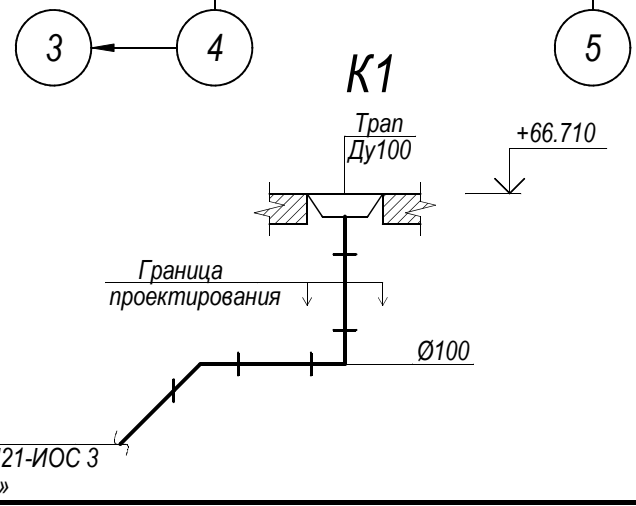 3 4 5
К1
Трап
Ду100
+66.710
Граница
проектирования
Ø100
21-ИОС 3
»